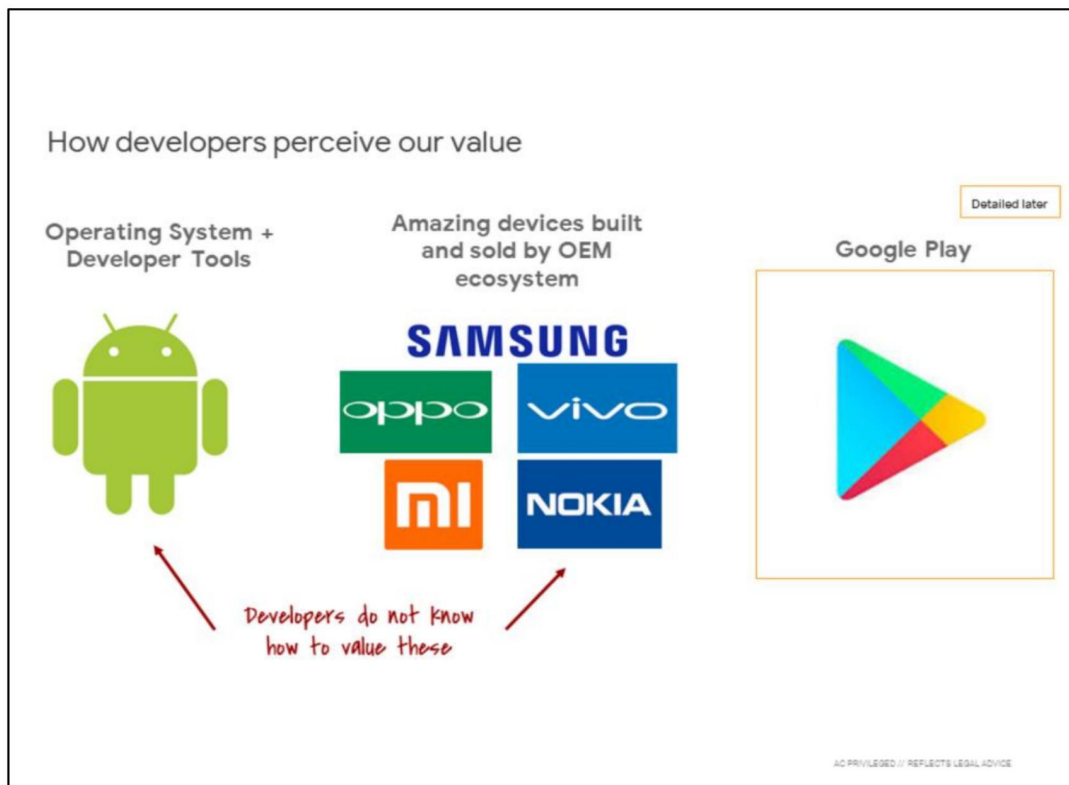 How developers perceive our value
Operating System +
Developer Tools
Amazing devices built
and sold by OEM
ecosystem
Detailed later
Google Play
SAMSUNG
oppo
vivo
mi
NOKIA
Developers do not know
how to value these
AC PRIVILEGED // REFLECTS LEGAL ADVICE